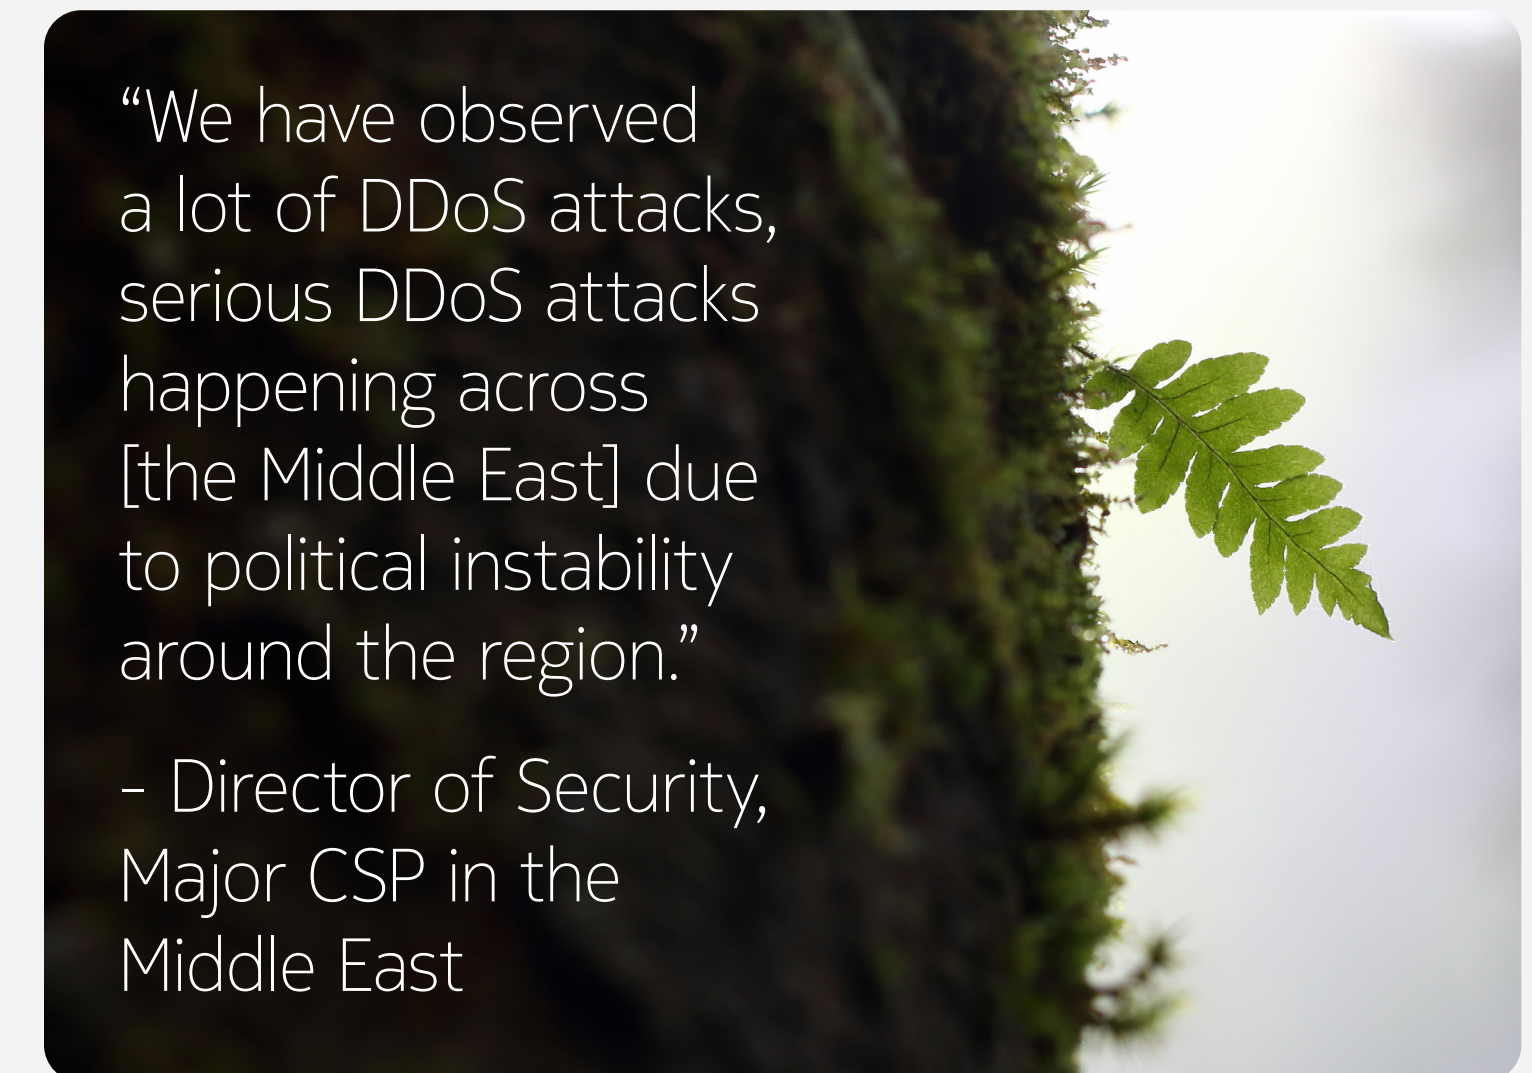 “We have observed
a lot of DDoS attacks,
serious DDoS attacks
happening across
[the Middle East] due
to political instability
around the region.”
– Director of Security,
Major CSP in the
Middle East